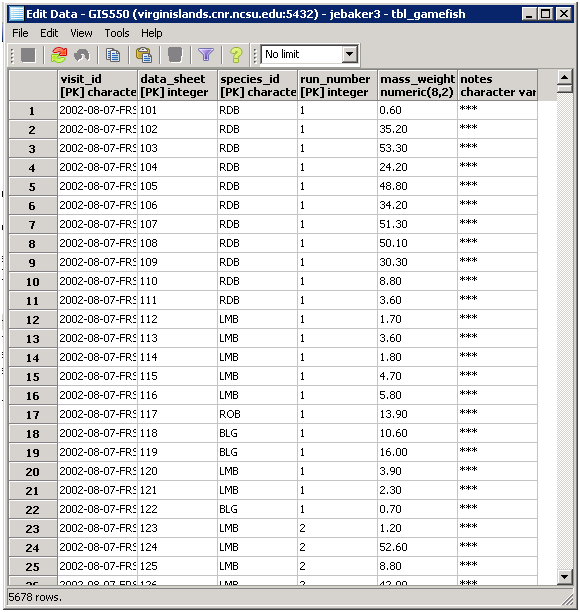 Edit Data - GIS550 (virginislands.cnr.ncsu.edu:5432) - jebaker3 - tbl_gamefish
File Edit View Tools Help
No limit
visit_id data_sheet species_id run_number mass_weight notes
[PK] characte [PK] integer [PK] characte [PK] integer numeric(8,2) character var
1 2002-08-07-FRS 101 RDB 1 0.60 ***
2 2002-08-07-FRS 102 RDB 1 35.20 ***
3 2002-08-07-FRS 103 RDB 1 53.30 ***
4 2002-08-07-FRS 104 RDB 1 24.20 ***
5 2002-08-07-FRS 105 RDB 1 48.80 ***
6 2002-08-07-FRS 106 RDB 1 34.20 ***
7 2002-08-07-FRS 107 RDB 1 51.30 ***
8 2002-08-07-FRS 108 RDB 1 50.10 ***
9 2002-08-07-FRS 109 RDB 1 30.30 ***
10 2002-08-07-FRS 110 RDB 1 8.80 ***
11 2002-08-07-FRS 111 RDB 1 3.60 ***
12 2002-08-07-FRS 112 LMB 1 1.70 ***
13 2002-08-07-FRS 113 LMB 1 3.60 ***
14 2002-08-07-FRS 114 LMB 1 1.80 ***
15 2002-08-07-FRS 115 LMB 1 4.70 ***
16 2002-08-07-FRS 116 LMB 1 5.80 ***
17 2002-08-07-FRS 117 ROB 1 13.90 ***
18 2002-08-07-FRS 118 BLG 1 10.60 ***
19 2002-08-07-FRS 119 BLG 1 16.00 ***
20 2002-08-07-FRS 120 LMB 1 3.90 ***
21 2002-08-07-FRS 121 LMB 1 2.30 ***
22 2002-08-07-FRS 122 BLG 1 0.70 ***
23 2002-08-07-FRS 123 LMB 2 1.20 ***
24 2002-08-07-FRS 124 LMB 2 52.60 ***
25 2002-08-07-FRS 125 LMB 2 8.80 ***
26 2002-08-07-FRS 126 LMB 2 42.00 ***
5678 rows.